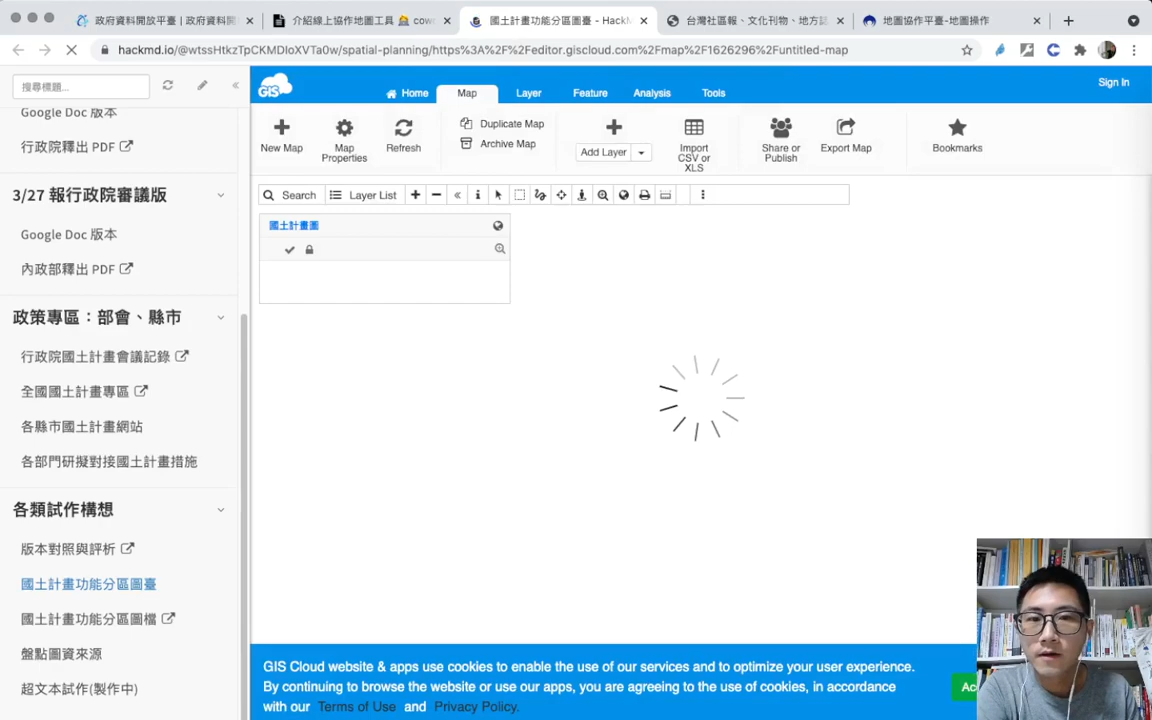 政府資料開放平臺 | 政府資料開
介紹線上協作地圖工具 🙇 cowo
國土計畫功能分區圖臺 - HackM
台灣社區報、文化刊物、地方誌
地圖協作平臺-地圖操作
hackmd.io/@wtssHtkzTpCKMDIoXVTa0w/spatial-planning/https%3A%2F%2Feditor.giscloud.com%2Fmap%2F1626296%2Funtitled-map
搜尋標題...
Google Doc 版本
行政院釋出 PDF
3/27 報行政院審議版
Google Doc 版本
內政部釋出 PDF
政策專區：部會、縣市
行政院國土計畫會議記錄
全國國土計畫專區
各縣市國土計畫網站
各部門研擬對接國土計畫措施
各類試作構想
版本對照與評析
國土計畫功能分區圖臺
國土計畫功能分區圖檔
盤點圖資來源
超文本試作(製作中)
GIS
Home
Map
Layer
Feature
Analysis
Tools
Sign In
New Map
Map
Properties
Refresh
Duplicate Map
Archive Map
Add Layer
Import
CSV or
XLS
Share or
Publish
Export Map
Bookmarks
Search
Layer List
國土計畫圖
GIS Cloud website & apps use cookies to enable the use of our services and to optimize your user experience.
By continuing to browse the website or use our apps, you are agreeing to the use of cookies, in accordance
with our Terms of Use and Privacy Policy.
Ac